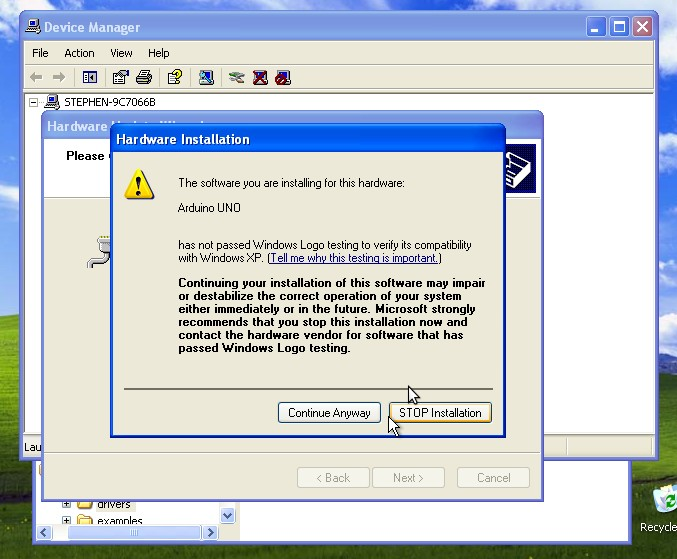 Device Manager
File Action View Help
STEPHEN-9C7066B
Hardware
Please
Hardware Installation
The software you are installing for this hardware:
Arduino UNO
has not passed Windows Logo testing to verify its compatibility
with Windows XP. (Tell me why this testing is important.)
Continuing your installation of this software may impair
or destabilize the correct operation of your system
either immediately or in the future. Microsoft strongly
recommends that you stop this installation now and
contact the hardware vendor for software that has
passed Windows Logo testing.
Continue Anyway STOP Installation
Lau
< Back Next > Cancel
drivers
examples
Recycle